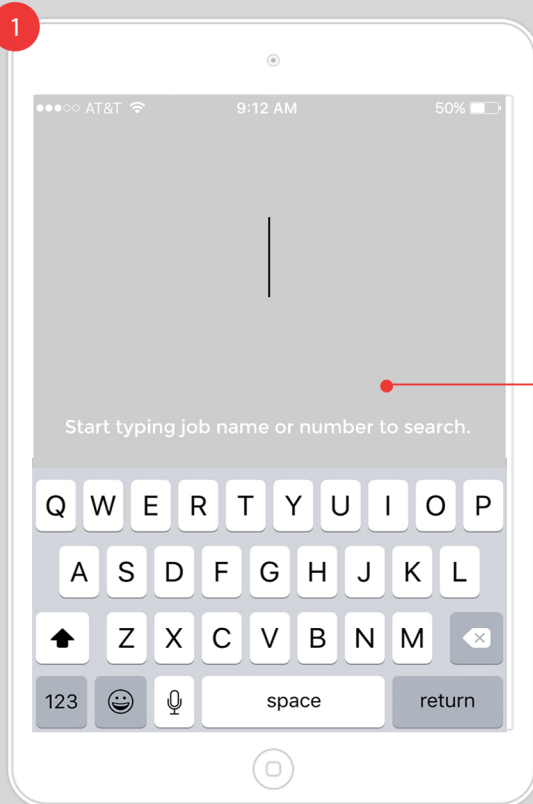 1
AT&T 9:12 AM 50%
Start typing job name or number to search.
Q W E R T Y U I O P
A S D F G H J K L
Z X C V B N M
123 space return